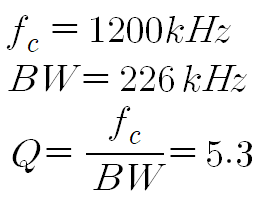 f_c = 1200kHz
BW = 226 kHz
Q = f_c / BW = 5.3